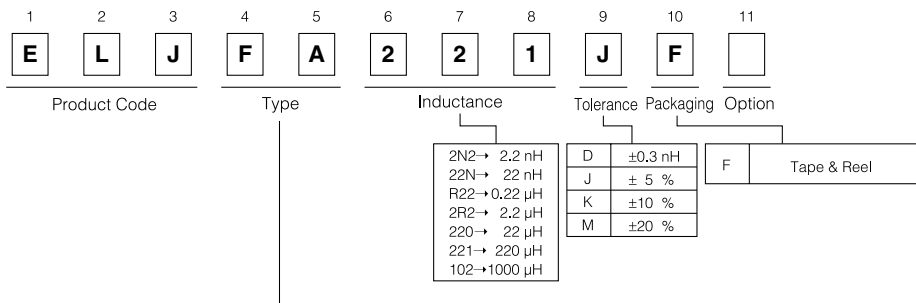 1 2 3 4 5 6 7 8 9 10 11
E L J F A 2 2 1 J F
Product Code Type Inductance Tolerance Packaging Option
2N2→ 2.2 nH
22N→ 22 nH
R22→0.22 µH
2R2→ 2.2 µH
220→ 22 µH
221→ 220 µH
102→1000 µH
D ±0.3 nH
J ± 5 %
K ±10 %
M ±20 %
F Tape & Reel